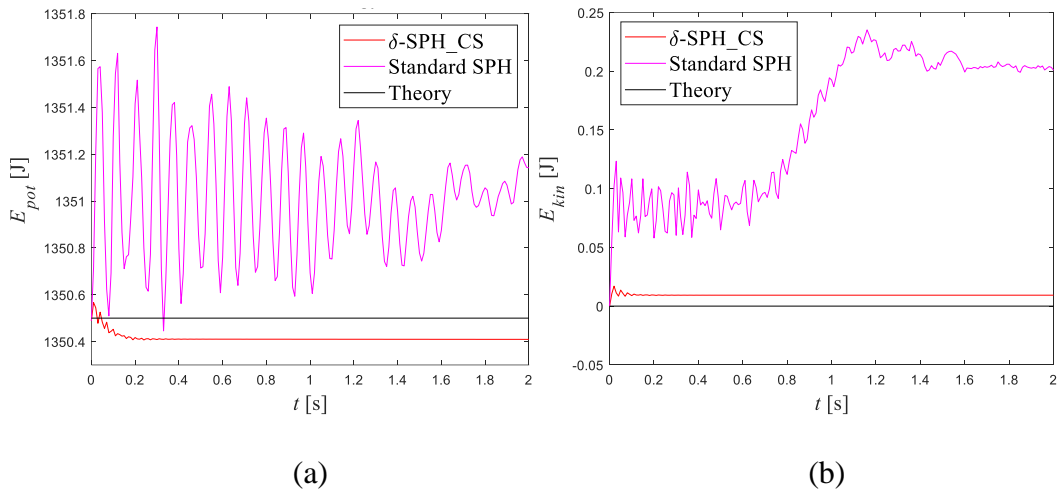 δ-SPH_CS
Standard SPH
Theory
1351.8
1351.6
1351.4
1351.2
1351
1350.8
1350.6
1350.4
E_pot [J]
0 0.2 0.4 0.6 0.8 1 1.2 1.4 1.6 1.8 2
t [s]
(a)
δ-SPH_CS
Standard SPH
Theory
0.25
0.2
0.15
0.1
0.05
0
-0.05
E_kin [J]
0 0.2 0.4 0.6 0.8 1 1.2 1.4 1.6 1.8 2
t [s]
(b)